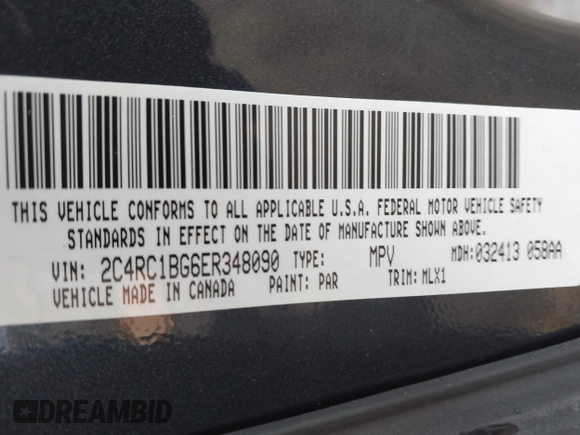 THIS VEHICLE CONFORMS TO ALL APPLICABLE U.S.A. FEDERAL MOTOR VEHICLE SAFETY
STANDARDS IN EFFECT ON THE DATE OF MANUFACTURE SHOWN ABOVE.
VIN: 2C4RC1BG6ER348090 TYPE: MPV MDH:032413 058AA
VEHICLE MADE IN CANADA PAINT: PAR TRIM: MLX1
DREAMBID